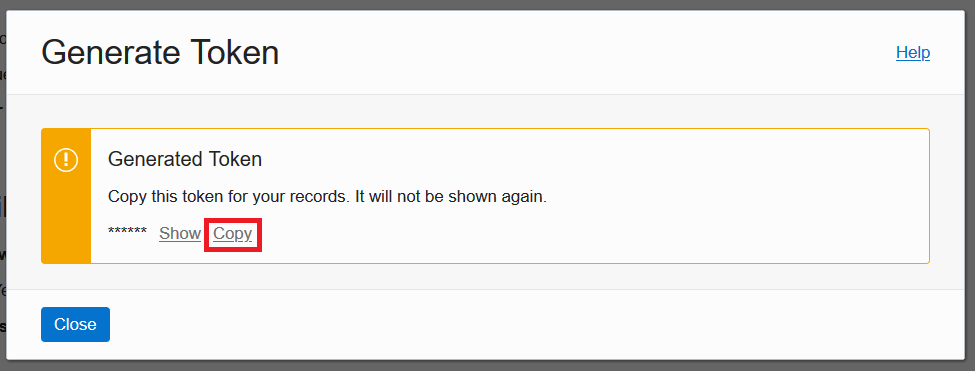 Generate Token
Help
Generated Token
Copy this token for your records. It will not be shown again.
****** Show Copy
Close